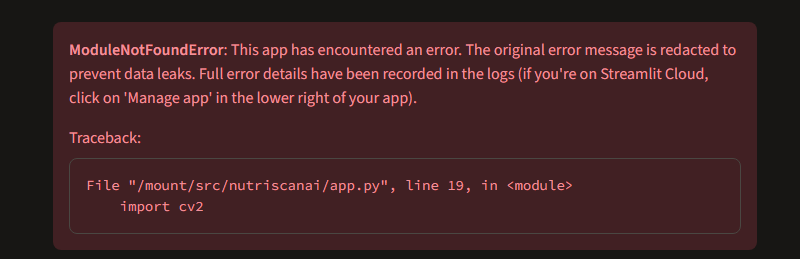 ModuleNotFoundError: This app has encountered an error. The original error message is redacted to
prevent data leaks. Full error details have been recorded in the logs (if you're on Streamlit Cloud,
click on 'Manage app' in the lower right of your app).
Traceback:
File "/mount/src/nutriscanai/app.py", line 19, in <module>
    import cv2